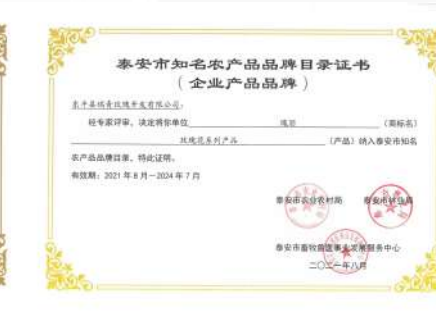 泰安市知名农产品品牌目录证书
（企业产品品牌）
东平县瑞青玫瑰开发有限公司：
经专家评审，决定将你单位 （商标名）
玫瑰花系列产品 （产品）纳入泰安市知名
农产品品牌目录，特此证明。
有效期：2021 年 8 月—2024 年 7 月
泰安市农业农村局 泰安市林业局
泰安市畜牧兽医事业发展服务中心
二〇二一年八月